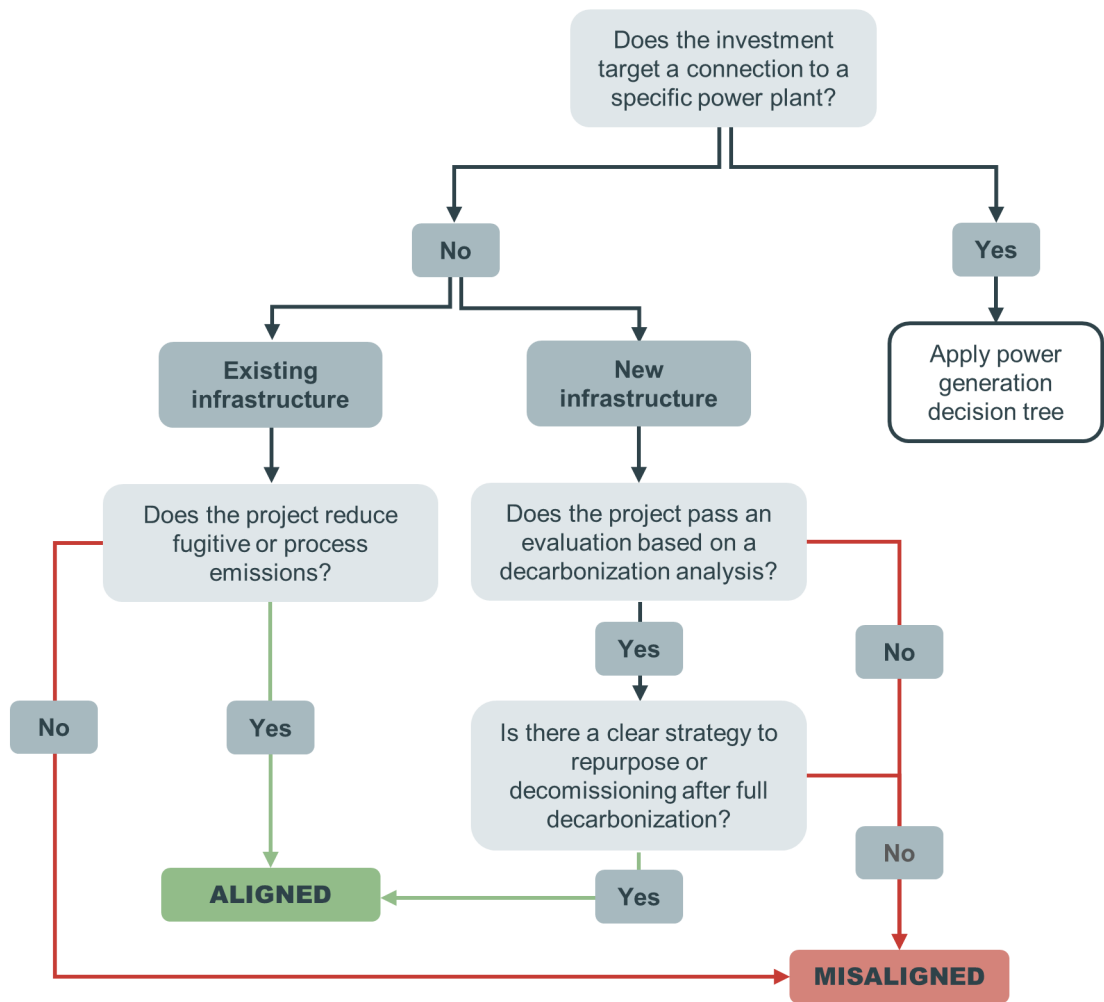 Does the investment
target a connection to a
specific power plant?
No
Yes
Existing
infrastructure
New
infrastructure
Apply power
generation
decision tree
Does the project reduce
fugitive or process
emissions?
Does the project pass an
evaluation based on a
decarbonization analysis?
Yes
No
No
Yes
Is there a clear strategy to
repurpose or
decomissioning after full
decarbonization?
No
Yes
ALIGNED
MISALIGNED